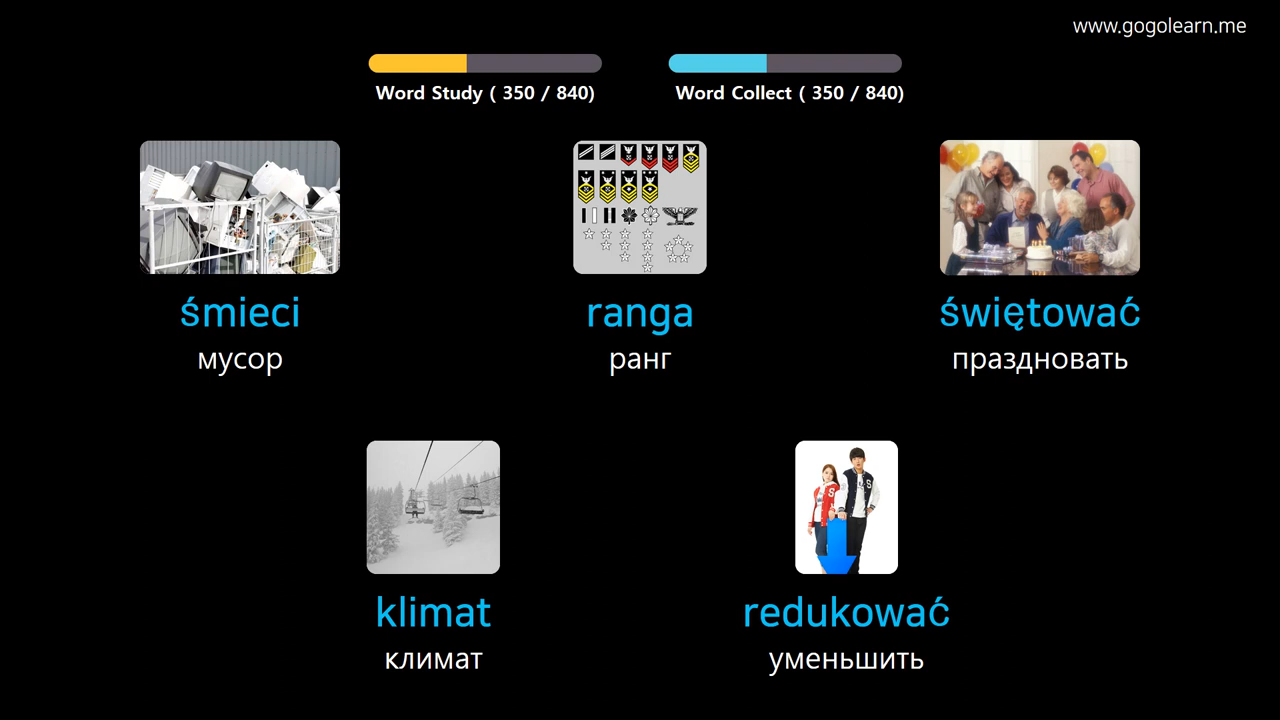 www.gogolearn.me
Word Study ( 350 / 840)
Word Collect ( 350 / 840)
śmieci
мусор
ranga
ранг
świętować
праздновать
klimat
климат
redukować
уменьшить